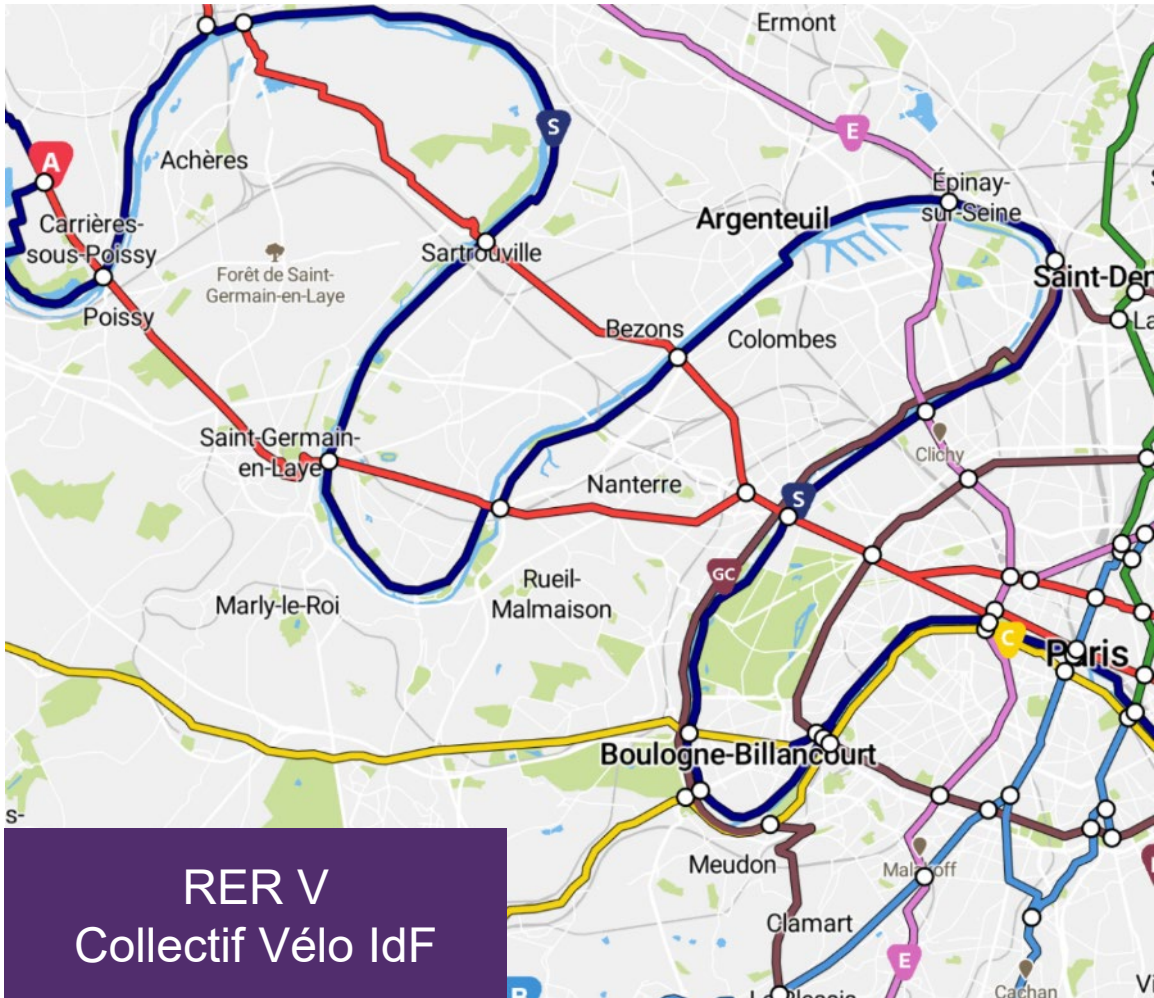 Ermont
S
E
A
Achères
Épinay-
sur-Seine
Argenteuil
Carrières-
sous-Poissy
Sartrouville
Forêt de Saint-
Germain-en-Laye
Saint-Den
Poissy
La
Bezons
Colombes
Saint-Germain-
en-Laye
Clichy
Nanterre
S
GC
Rueil-
Malmaison
Marly-le-Roi
C
Paris
Boulogne-Billancourt
s-
Meudon
Malakoff
Clamart
E
RER V
Collectif Vélo IdF
Cachan
Vi